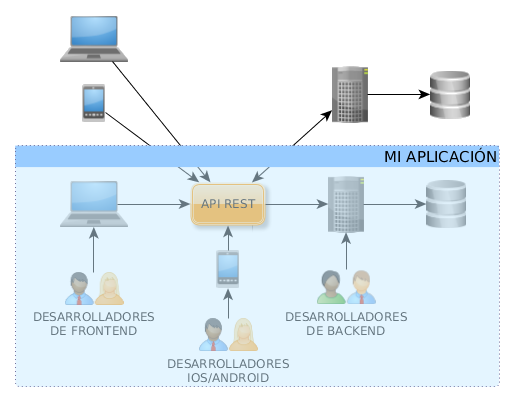 MI APLICACIÓN
API REST
DESARROLLADORES
DE FRONTEND
DESARROLLADORES
DE BACKEND
DESARROLLADORES
IOS/ANDROID